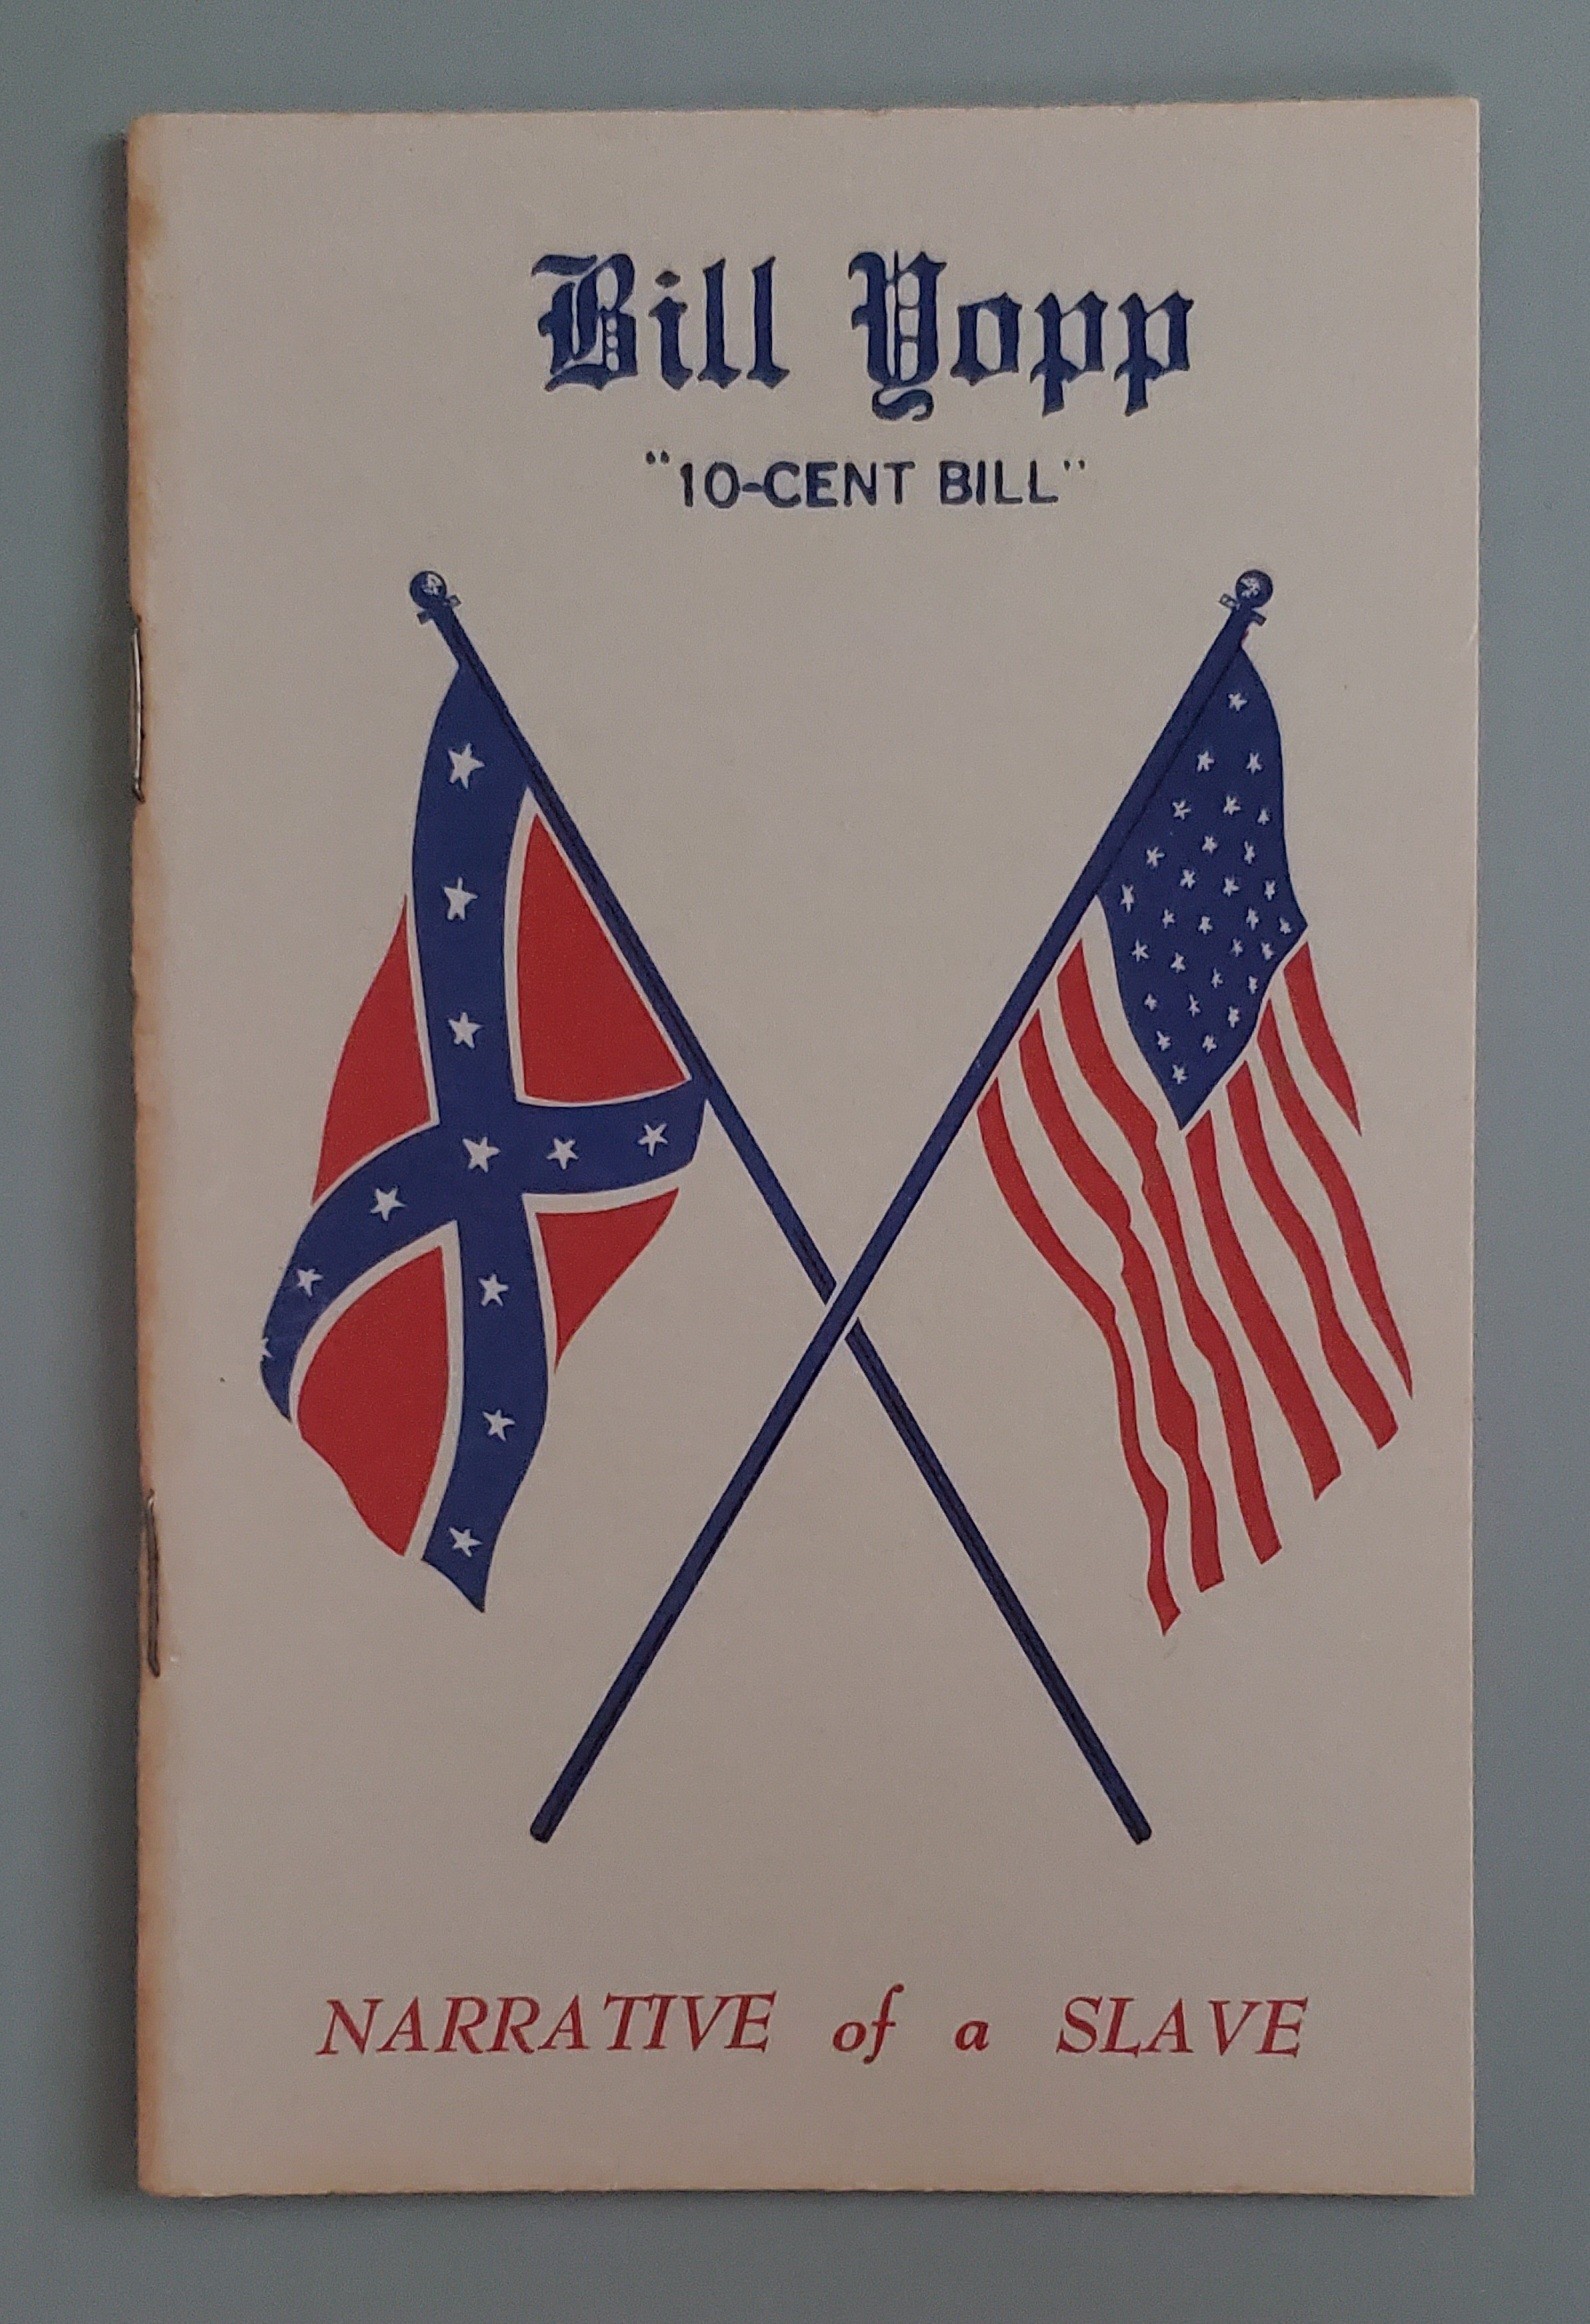 Bill Yopp
"10-CENT BILL"
NARRATIVE of a SLAVE